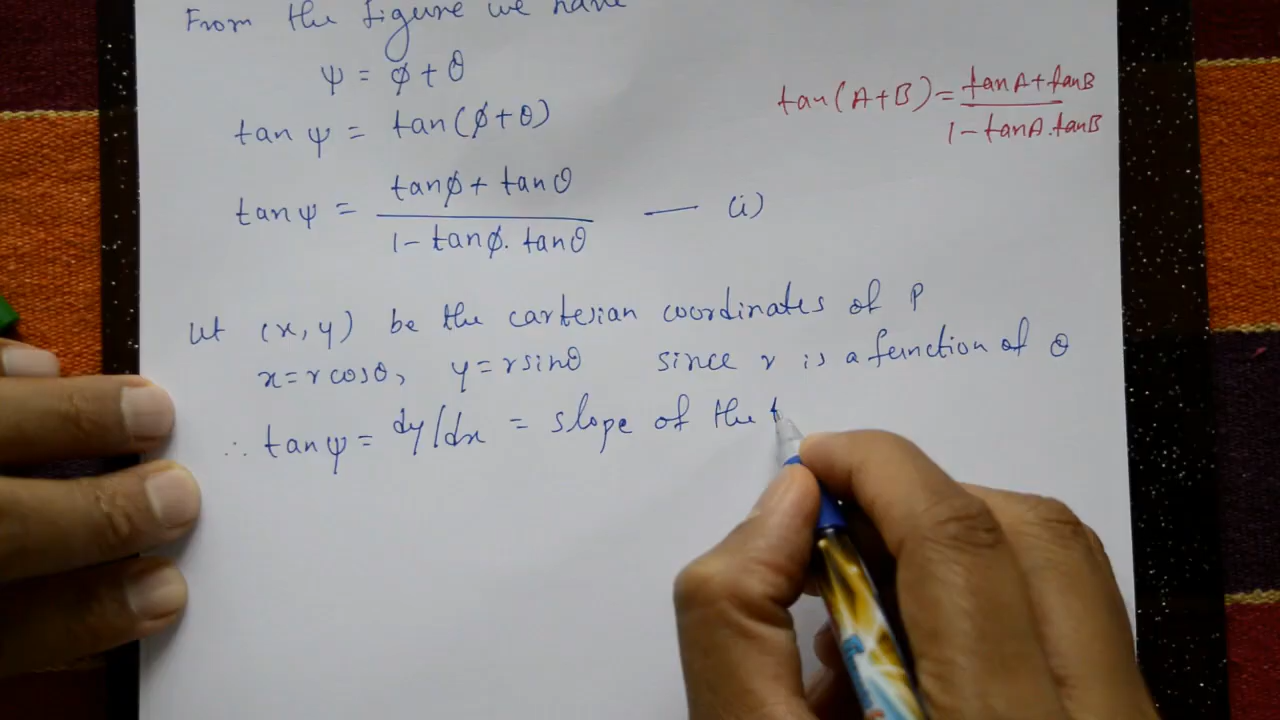 From the figure we have
ψ = φ + θ
tan ψ = tan(φ+θ)
tan(A+B) = tanA+tanB / 1-tanA.tanB
tan ψ = tanφ + tanθ / 1 - tanφ. tanθ — (i)
Let (x, y) be the cartesian coordinates of P
x = r cosθ, y = r sinθ since r is a function of θ
∴ tan ψ = dy/dx = slope of the t